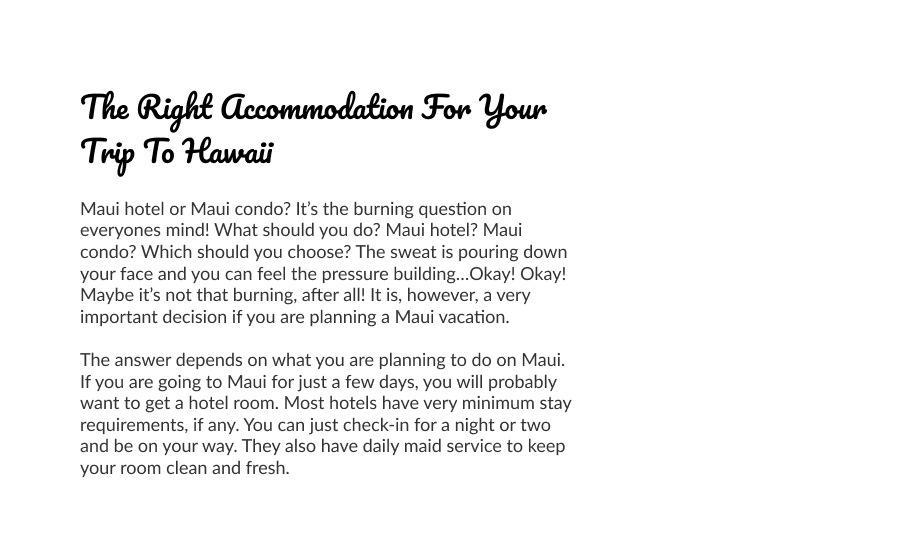 The Right Accommodation For Your
Trip To Hawaii
Maui hotel or Maui condo? It’s the burning question on
everyones mind! What should you do? Maui hotel? Maui
condo? Which should you choose? The sweat is pouring down
your face and you can feel the pressure building…Okay! Okay!
Maybe it’s not that burning, after all! It is, however, a very
important decision if you are planning a Maui vacation.
The answer depends on what you are planning to do on Maui.
If you are going to Maui for just a few days, you will probably
want to get a hotel room. Most hotels have very minimum stay
requirements, if any. You can just check-in for a night or two
and be on your way. They also have daily maid service to keep
your room clean and fresh.